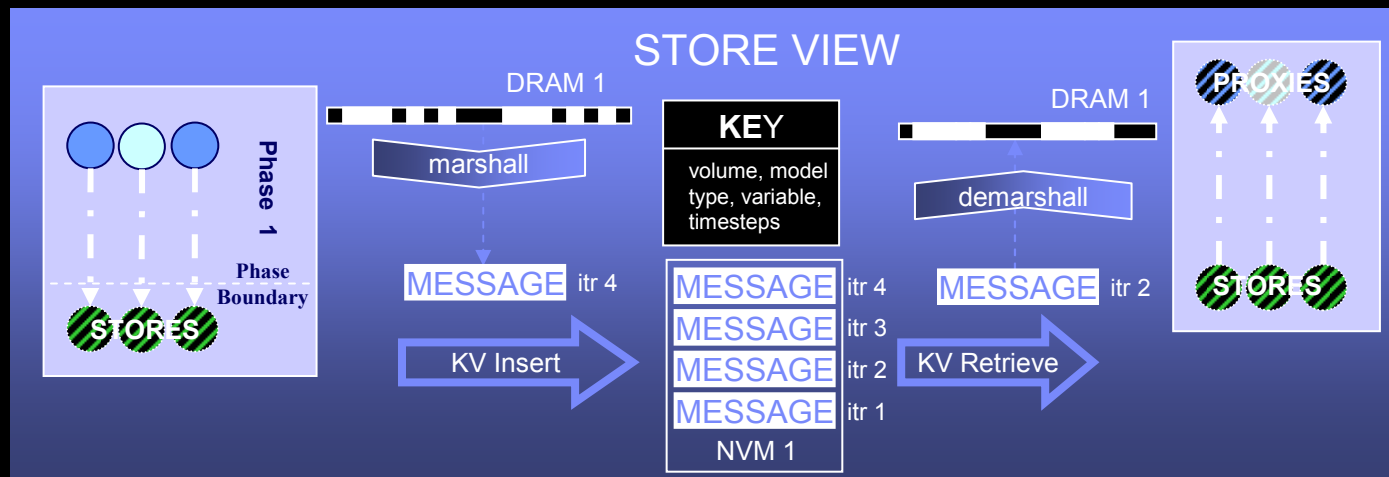 STORE VIEW
Phase 1
Phase
Boundary
STORES
DRAM 1
marshall
MESSAGE itr 4
KV Insert
KEY
volume, model
type, variable,
timesteps
MESSAGE itr 4
MESSAGE itr 3
MESSAGE itr 2
MESSAGE itr 1
NVM 1
DRAM 1
demarshall
MESSAGE itr 2
KV Retrieve
PROXIES
STORES